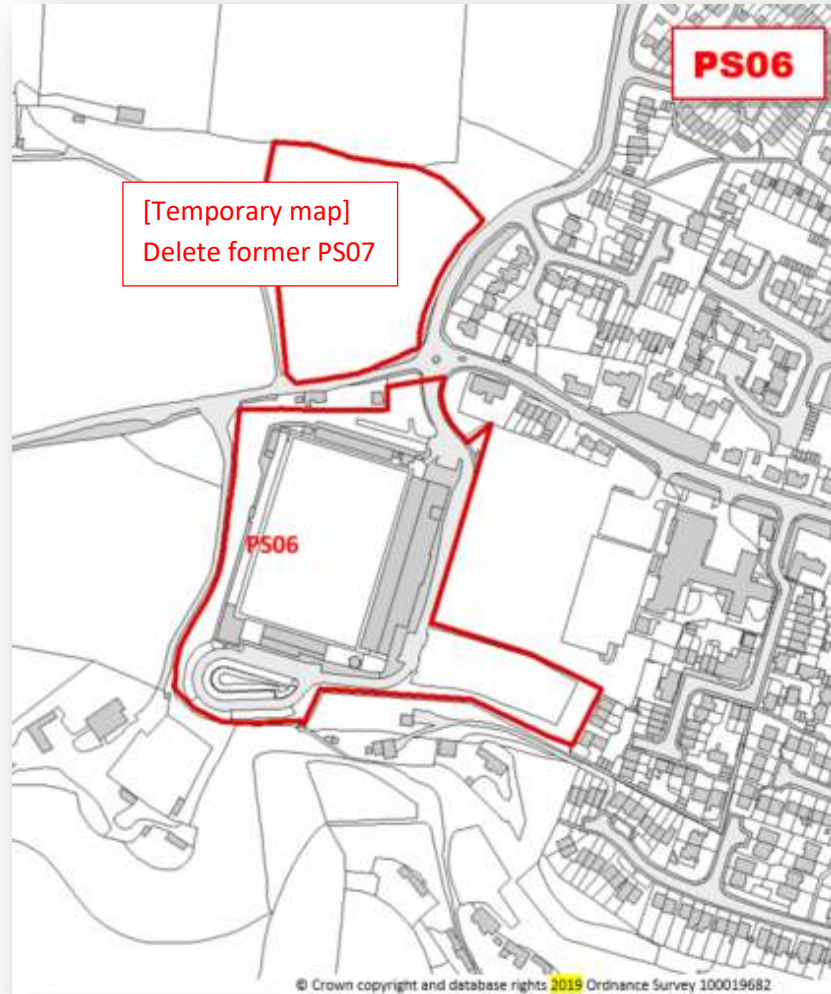 PS06
[Temporary map]
Delete former PS07
PS06
© Crown copyright and database rights 2019 Ordnance Survey 100019682